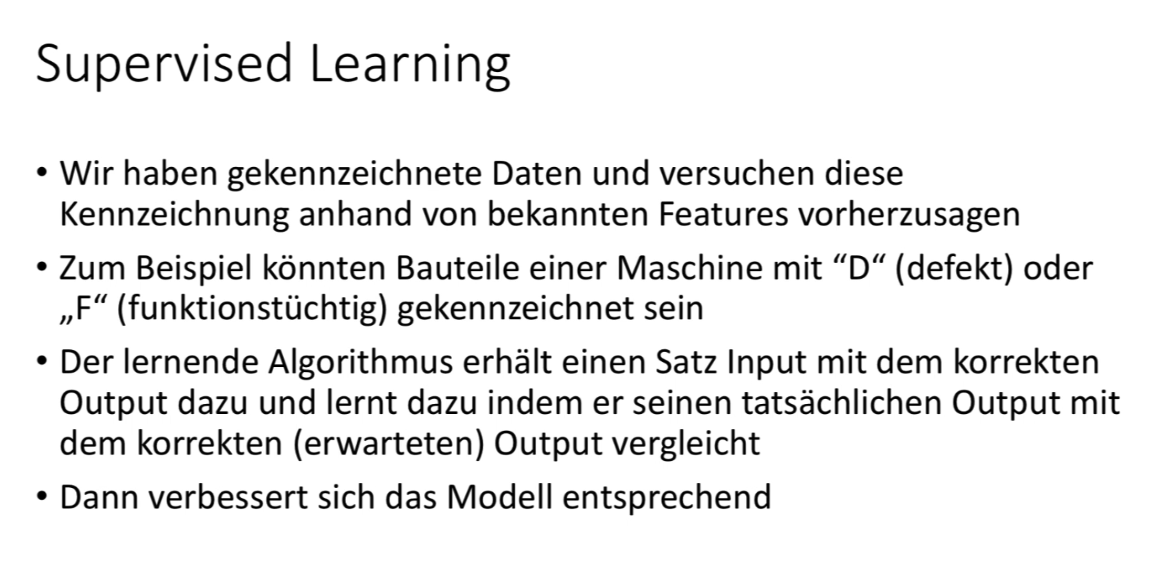 Supervised Learning
• Wir haben gekennzeichnete Daten und versuchen diese
Kennzeichnung anhand von bekannten Features vorherzusagen
• Zum Beispiel könnten Bauteile einer Maschine mit “D“ (defekt) oder
„F“ (funktionstüchtig) gekennzeichnet sein
• Der lernende Algorithmus erhält einen Satz Input mit dem korrekten
Output dazu und lernt dazu indem er seinen tatsächlichen Output mit
dem korrekten (erwarteten) Output vergleicht
• Dann verbessert sich das Modell entsprechend